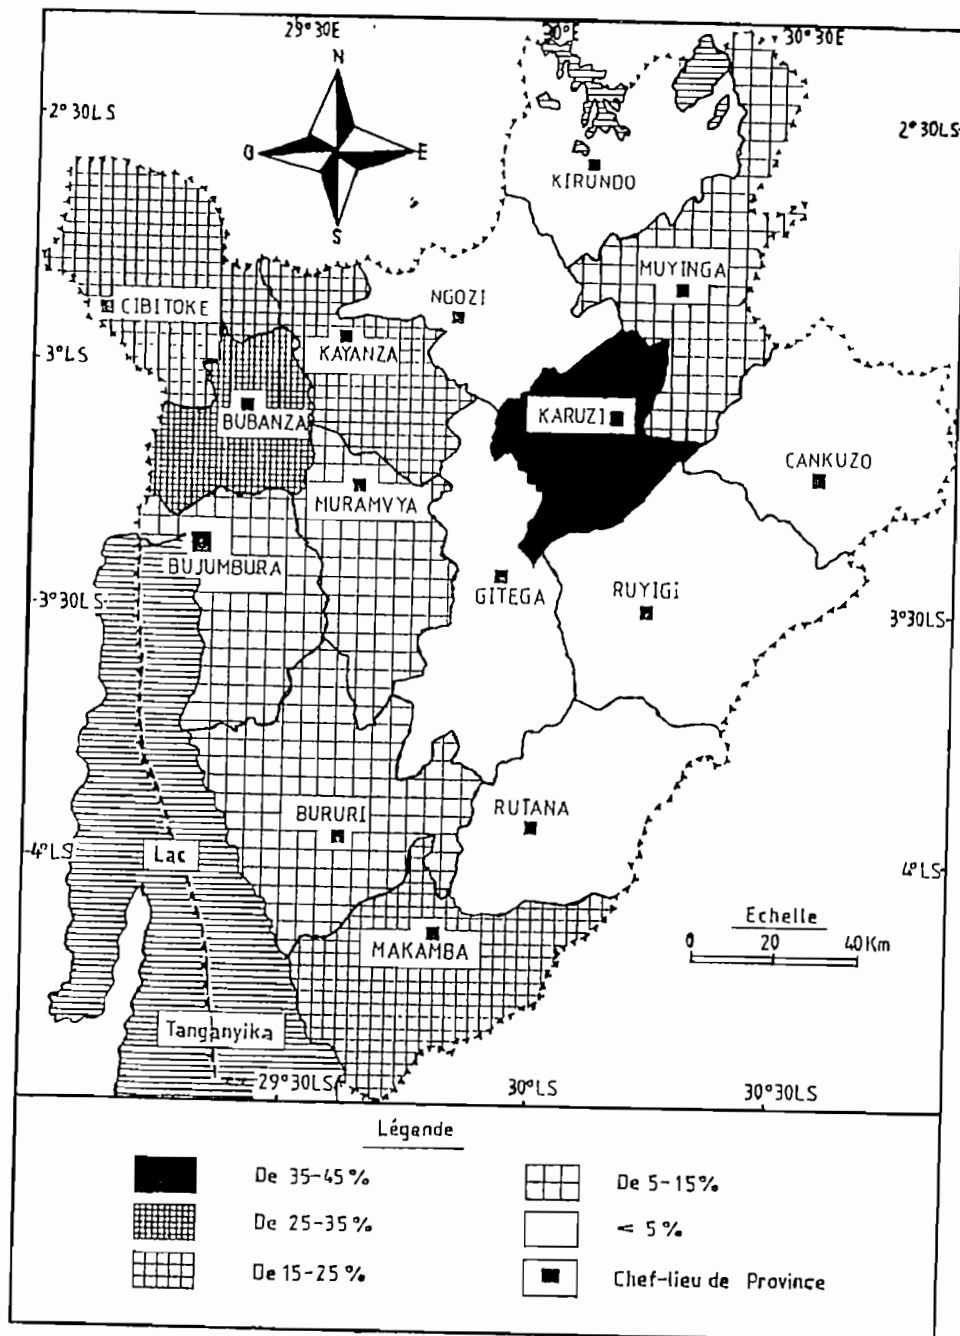 29°30E 30°E 30°30E
N
2°30LS 2°30LS
O E
S
KIRUNDO
MUYINGA
CIBITOKE
NGOZI
KAYANZA
3°LS
BUBANZA
KARUZI
CANKUZO
MURAMVYA
BUJUMBURA
GITEGA
RUYIGI
3°30LS 3°30LS
BURURI
RUTANA
Lac
4°LS 4°LS
MAKAMBA
Echelle
0 20 40Km
Tanganyika
29°30LS 30°LS 30°30LS
Légande
De 35-45%
De 25-35%
De 15-25%
De 5-15%
< 5%
Chef-lieu de Province